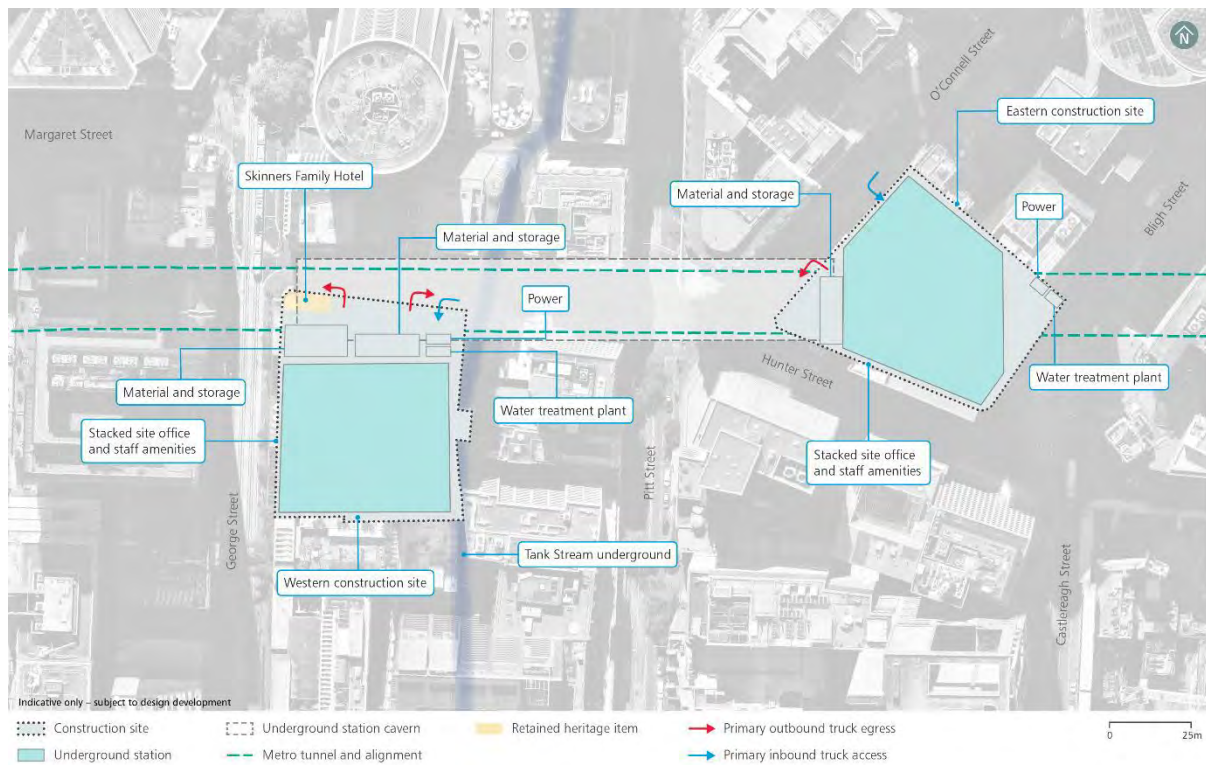 N
O'Connell Street
Eastern construction site
Margaret Street
Skinners Family Hotel
Material and storage
Power
Bligh Street
Material and storage
Power
Hunter Street
Water treatment plant
Material and storage
Water treatment plant
Stacked site office
and staff amenities
Stacked site office
and staff amenities
Pitt Street
George Street
Tank Stream underground
Western construction site
Castlereagh Street
Indicative only – subject to design development
Construction site
Underground station cavern
Retained heritage item
Primary outbound truck egress
Underground station
Metro tunnel and alignment
Primary inbound truck access
0
25m